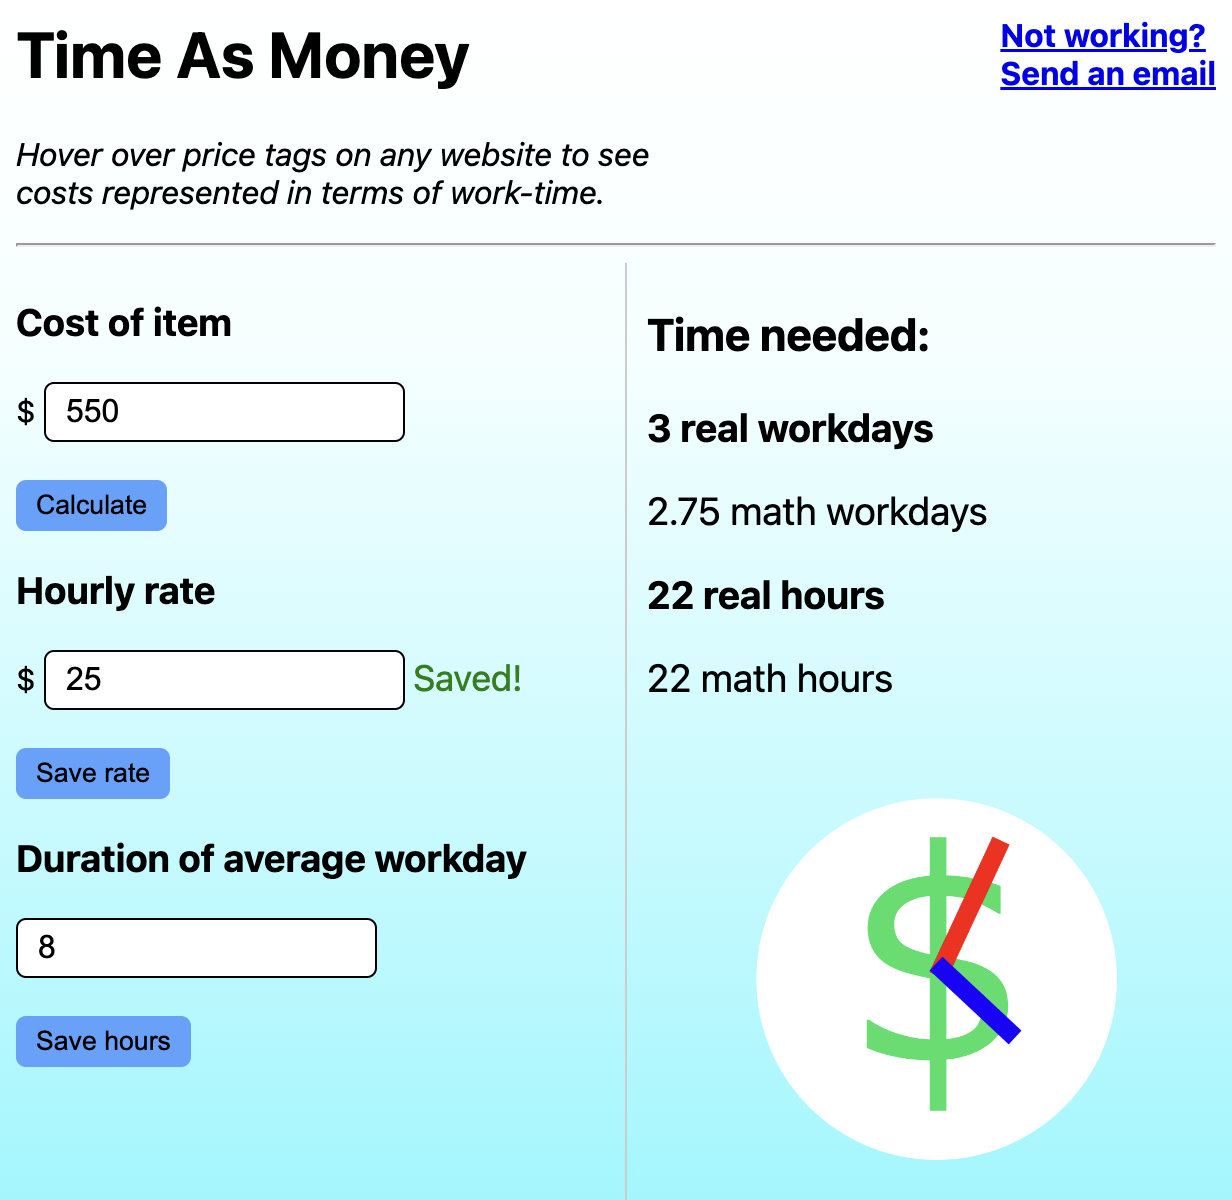 Time As Money
Not working?
Send an email
Hover over price tags on any website to see
costs represented in terms of work-time.
Cost of item
$ 550
Calculate
Hourly rate
$ 25 Saved!
Save rate
Duration of average workday
8
Save hours
Time needed:
3 real workdays
2.75 math workdays
22 real hours
22 math hours
$